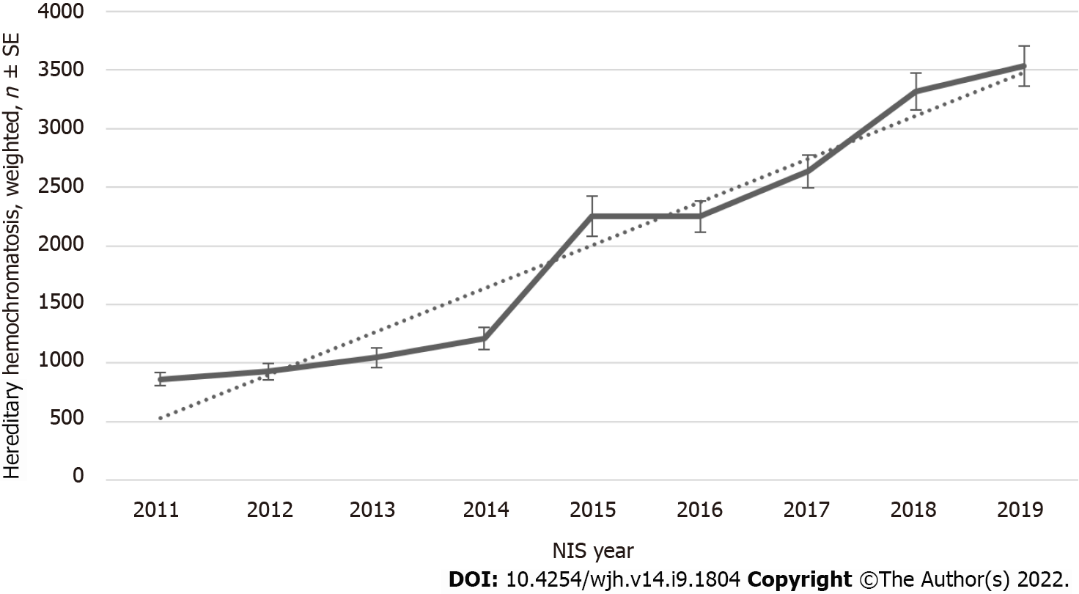 Hereditary hemochromatosis, weighted, n ± SE
4000
3500
3000
2500
2000
1500
1000
500
0
2011 2012 2013 2014 2015 2016 2017 2018 2019
NIS year
DOI: 10.4254/wjh.v14.i9.1804 Copyright ©The Author(s) 2022.